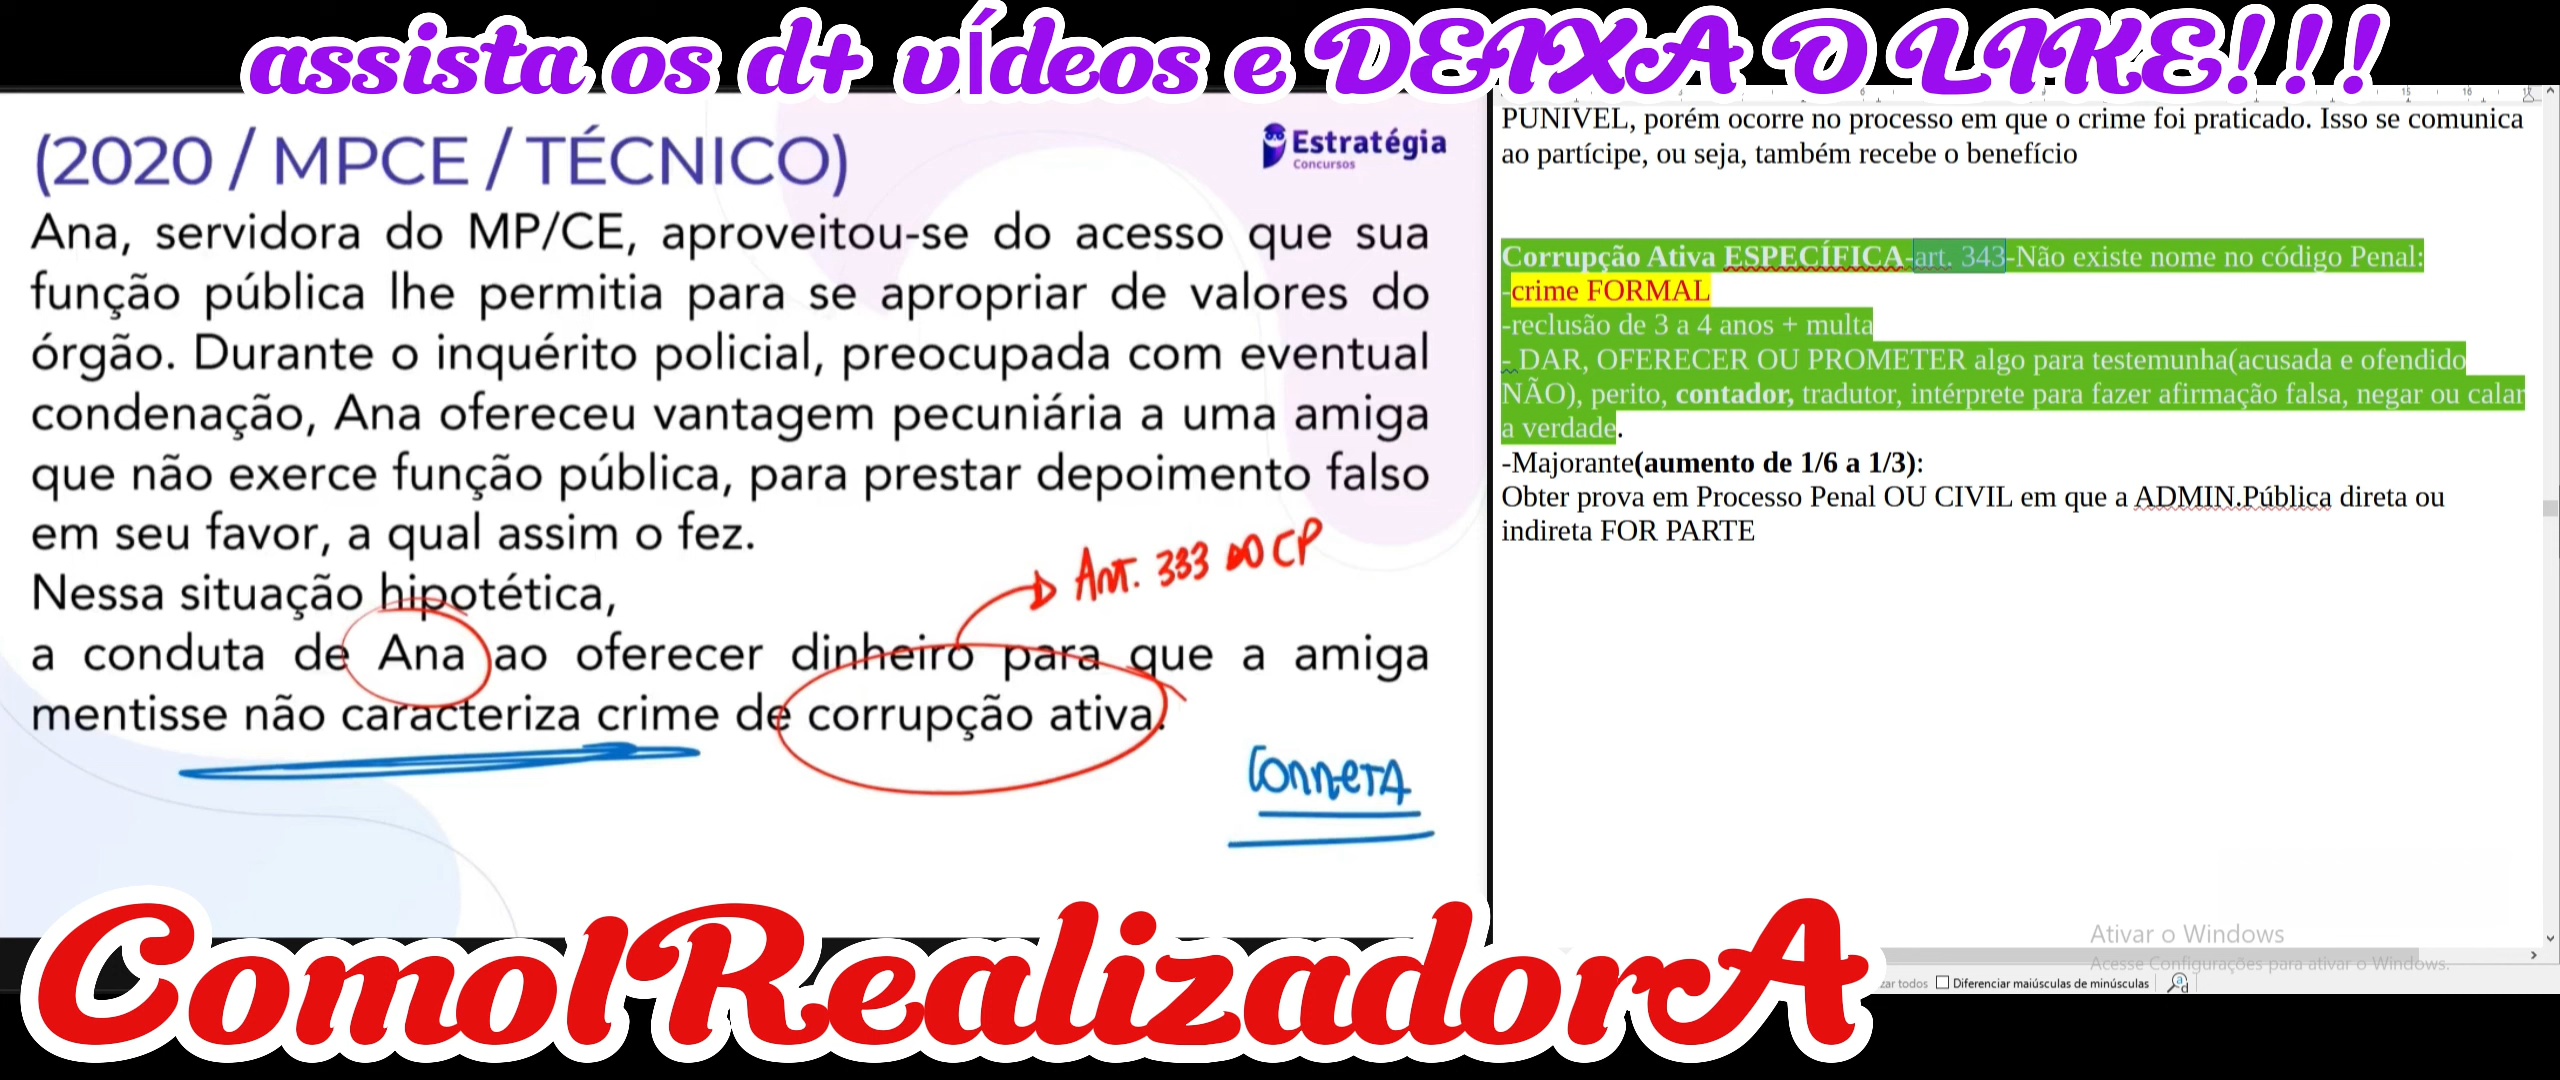 assista os d+ vÍdeos e DEIXA O LIKE!!!
(2020 / MPCE / TÉCNICO)
Estratégia
Concursos
Ana, servidora do MP/CE, aproveitou-se do acesso que sua
função pública lhe permitia para se apropriar de valores do
órgão. Durante o inquérito policial, preocupada com eventual
condenação, Ana ofereceu vantagem pecuniária a uma amiga
que não exerce função pública, para prestar depoimento falso
em seu favor, a qual assim o fez.
Art. 333 do CP
Nessa situação hipotética,
a conduta de Ana ao oferecer dinheiro para que a amiga
mentisse não caracteriza crime de corrupção ativa.
CORRETA
PUNIVEL, porém ocorre no processo em que o crime foi praticado. Isso se comunica
ao partícipe, ou seja, também recebe o benefício
Corrupção Ativa ESPECÍFICA-art. 343-Não existe nome no código Penal:
-crime FORMAL
-reclusão de 3 a 4 anos + multa
- DAR, OFERECER OU PROMETER algo para testemunha(acusada e ofendido
NÃO), perito, contador, tradutor, intérprete para fazer afirmação falsa, negar ou calar
a verdade.
-Majorante(aumento de 1/6 a 1/3):
Obter prova em Processo Penal OU CIVIL em que a ADMIN.Pública direta ou
indireta FOR PARTE
Ativar o Windows
Acesse Configurações para ativar o Windows.
zar todos Diferenciar maiúsculas de minúsculas
ComoIRealizadorA